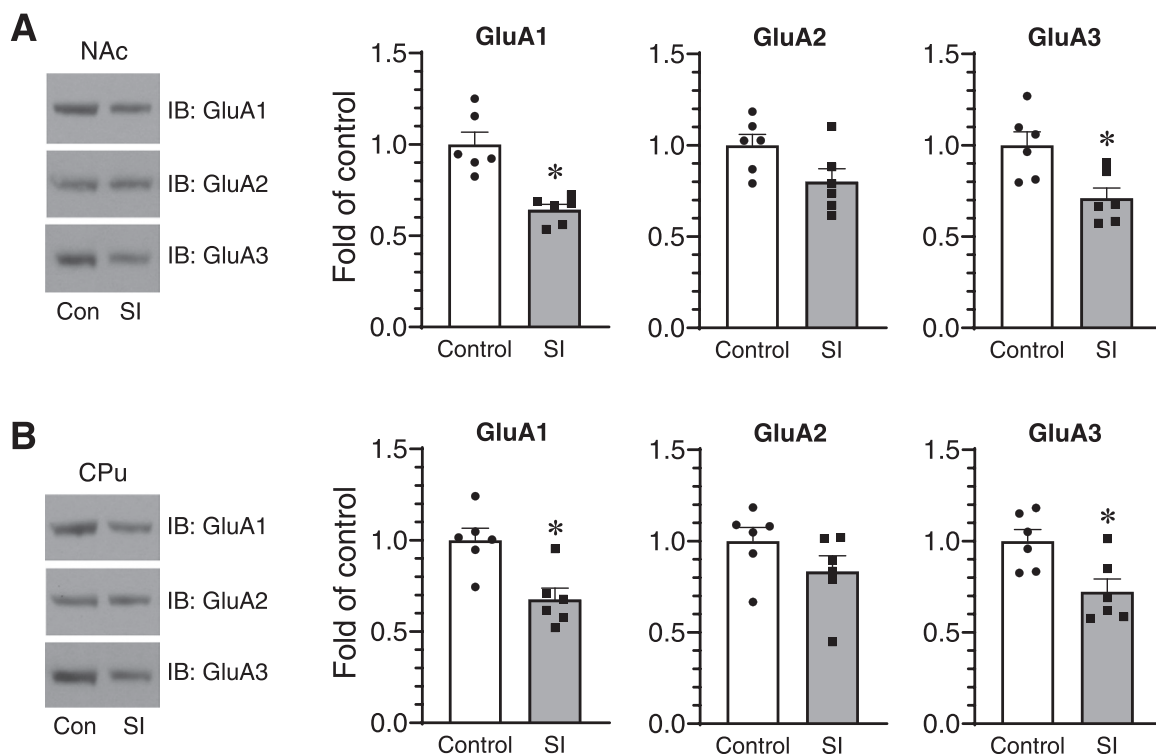 A
NAc
IB: GluA1
IB: GluA2
IB: GluA3
Con SI
GluA1
Fold of control
1.5
1.0
0.5
0.0
*
Control SI
GluA2
1.5
1.0
0.5
0.0
Control SI
GluA3
1.5
1.0
0.5
0.0
*
Control SI
B
CPu
IB: GluA1
IB: GluA2
IB: GluA3
Con SI
GluA1
Fold of control
1.5
1.0
0.5
0.0
*
Control SI
GluA2
1.5
1.0
0.5
0.0
Control SI
GluA3
1.5
1.0
0.5
0.0
*
Control SI